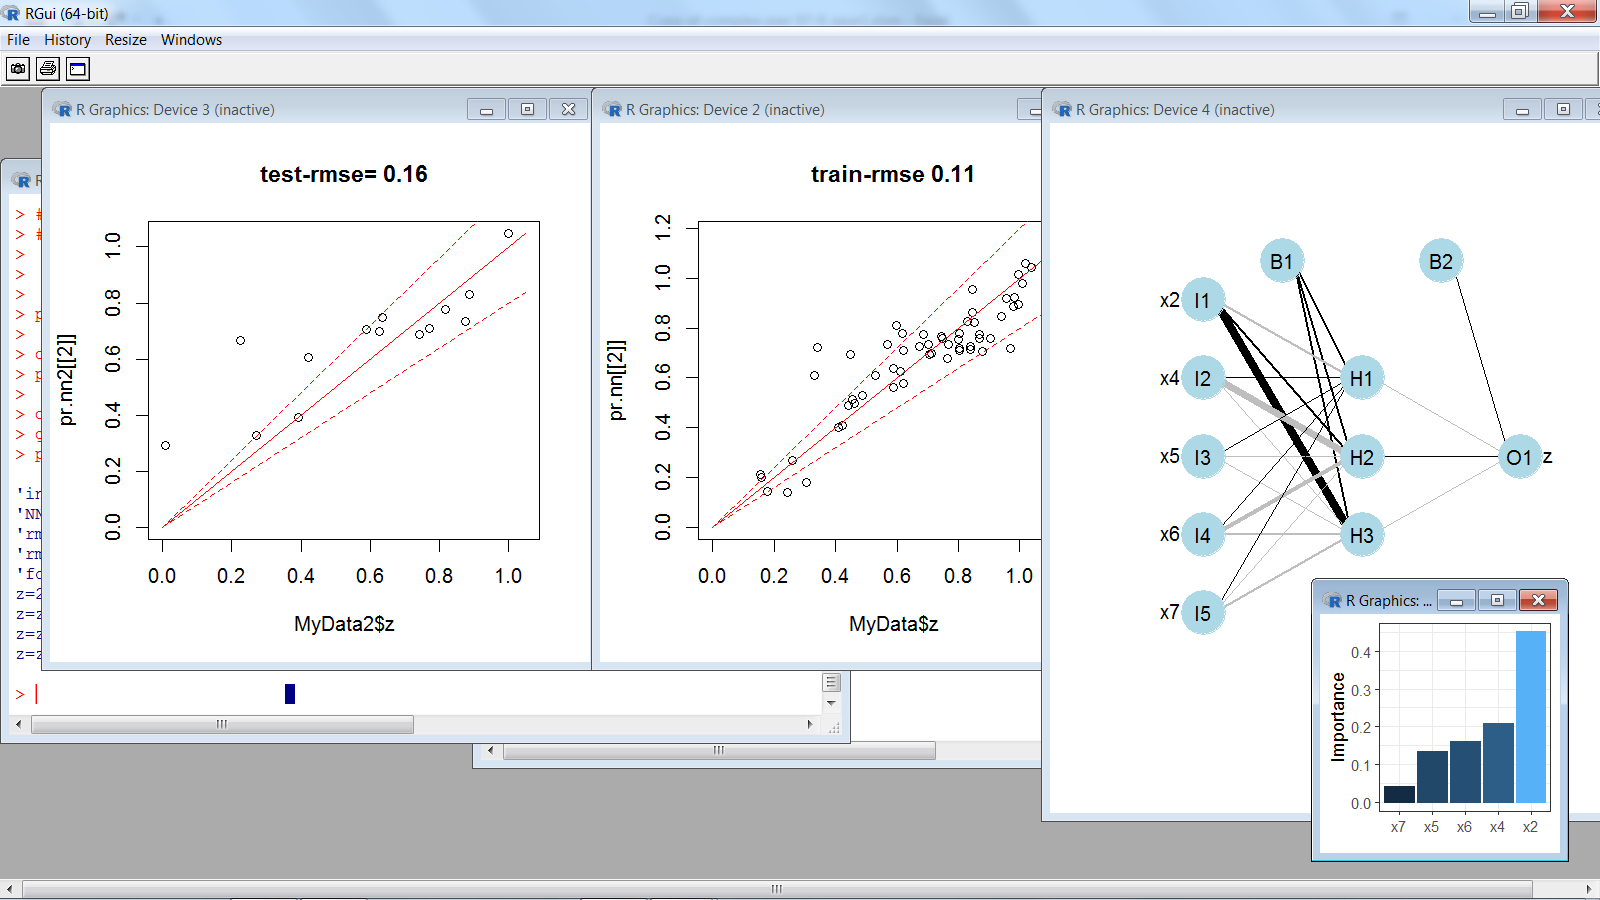 RGui (64-bit)
File History Resize Windows
R Graphics: Device 3 (inactive)
test-rmse= 0.16
pr.nn2[[2]]
1.0
0.8
0.6
0.4
0.2
0.0
0.0 0.2 0.4 0.6 0.8 1.0
MyData2$z
R Graphics: Device 2 (inactive)
train-rmse 0.11
pr.nn[[2]]
1.2
1.0
0.8
0.6
0.4
0.2
0.0
0.0 0.2 0.4 0.6 0.8 1.0
MyData$z
R Graphics: Device 4 (inactive)
B1 B2
x2 I1
x4 I2 H1
x5 I3 H2 O1 z
x6 I4 H3
x7 I5
R Graphics: ...
Importance
0.4
0.3
0.2
0.1
0.0
x7 x5 x6 x4 x2
> #
> #
>
>
>
> p
>
> c
> p
>
> c
> g
> p
'in
'NN
'rm
'rm
'fo
z=2
z=z
z=z
z=z
>